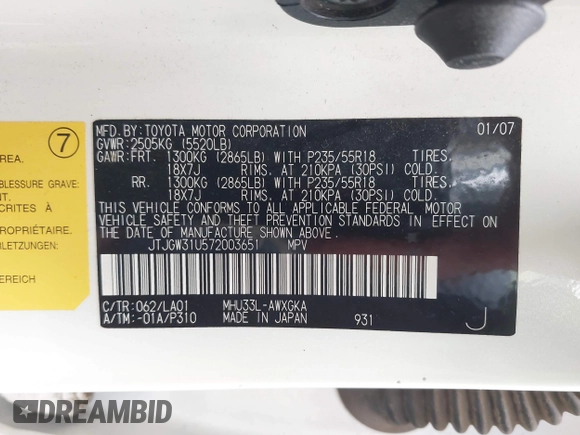 7
AREA.
BLESSURE GRAVE:
CRITES À
PROPRIÉTAIRE.
BEREICH
MFD.BY:TOYOTA MOTOR CORPORATION 01/07
GVWR:2505KG (5520LB)
GAWR:FRT. 1300KG (2865LB) WITH P235/55R18 TIRES.
18X7J RIMS. AT 210KPA (30PSI) COLD.
RR. 1300KG (2865LB) WITH P235/55R18 TIRES.
18X7J RIMS. AT 210KPA (30PSI) COLD.
THIS VEHICLE CONFORMS TO ALL APPLICABLE FEDERAL MOTOR
VEHICLE SAFETY AND THEFT PREVENTION STANDARDS IN EFFECT ON
THE DATE OF MANUFACTURE SHOWN ABOVE.
JTJGW31U572003651 MPV
C/TR:062/LA01 MHU33L-AWXGKA
A/TM:-01A/P310 MADE IN JAPAN 931 J
DREAMBID